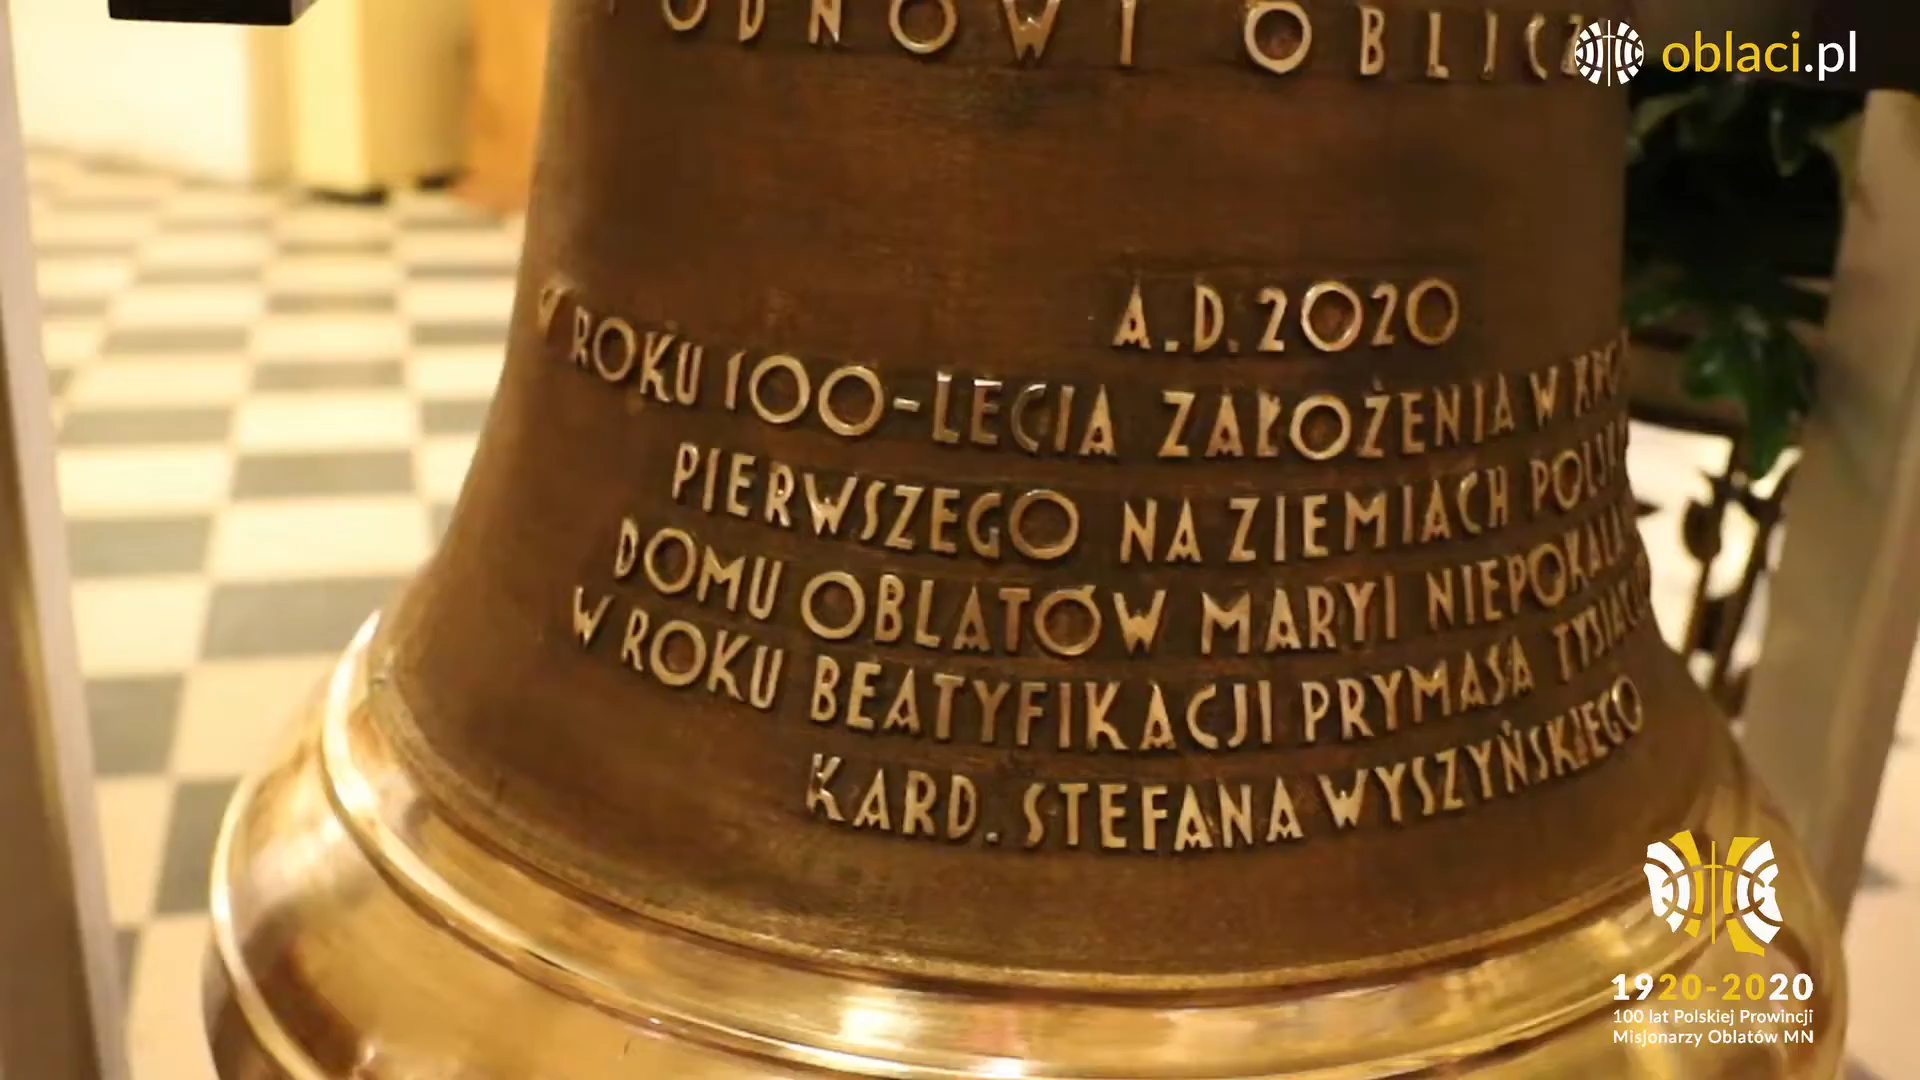 ODNOWI OBLICZ
oblaci.pl
A.D.2020
W ROKU 100-LECIA ZAŁOŻENIA W
PIERWSZEGO NA ZIEMIACH
DOMU OBLATÓW MARYI
W ROKU BEATYFIKACJI PRYMASA
KARD. STEFANA WYSZYŃSKIEGO
1920-2020
100 lat Polskiej Prowincji
Misjonarzy Oblatów MN